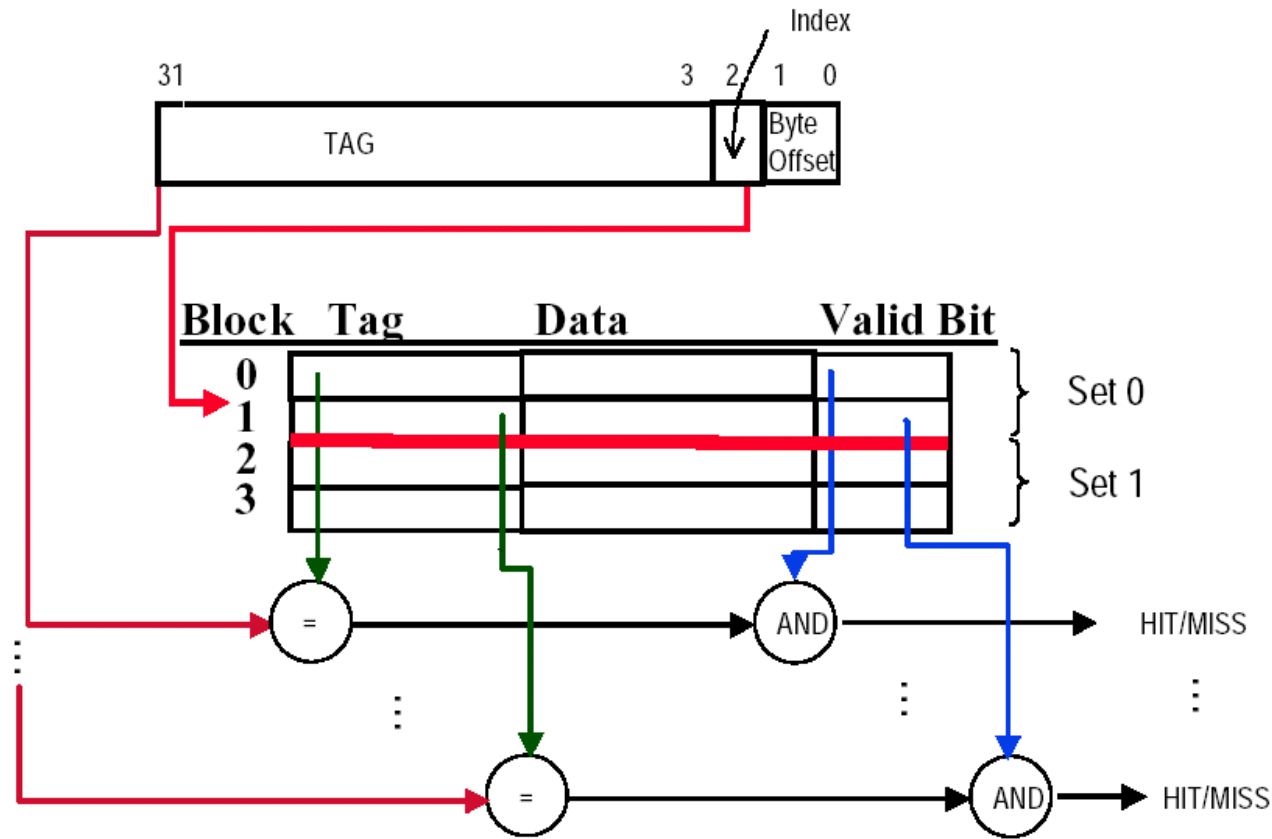 Index
31 3 2 1 0
TAG
Byte
Offset
Block Tag Data Valid Bit
0
1
2
3
Set 0
Set 1
= AND HIT/MISS
= AND HIT/MISS